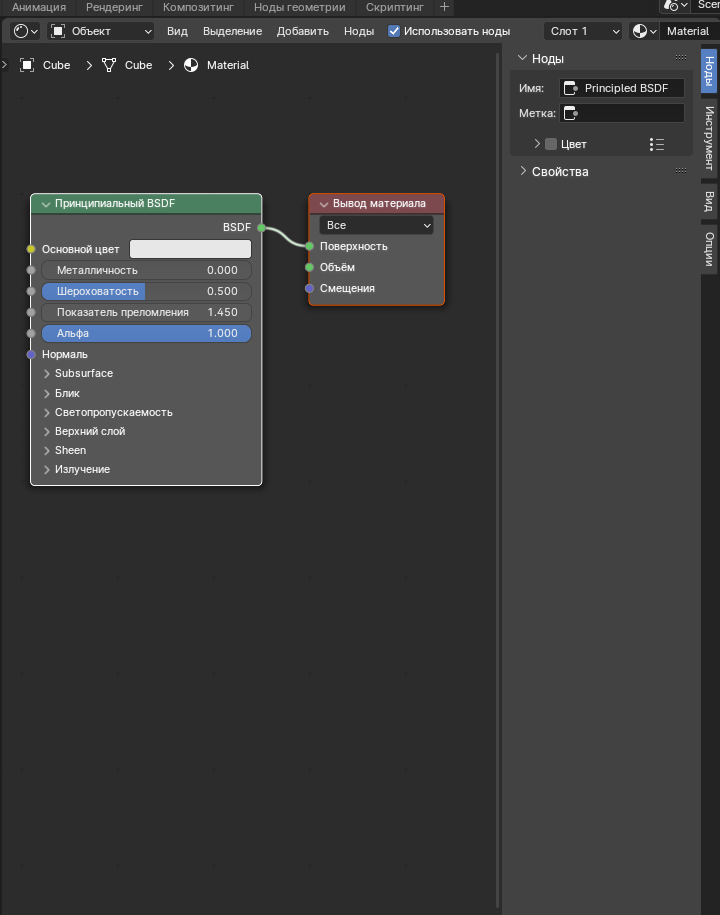 Анимация Рендеринг Композитинг Ноды геометрии Скриптинг + Scen
Объект Вид Выделение Добавить Ноды Использовать ноды Слот 1 Material
Cube Cube Material
Ноды
Имя: Principled BSDF
Метка:
Цвет
Свойства
Ноды
Инструмент
Вид
Опции
Принципиальный BSDF
BSDF
Основной цвет
Металличность 0.000
Шероховатость 0.500
Показатель преломления 1.450
Альфа 1.000
Нормаль
Subsurface
Блик
Светопропускаемость
Верхний слой
Sheen
Излучение
Вывод материала
Все
Поверхность
Объём
Смещения